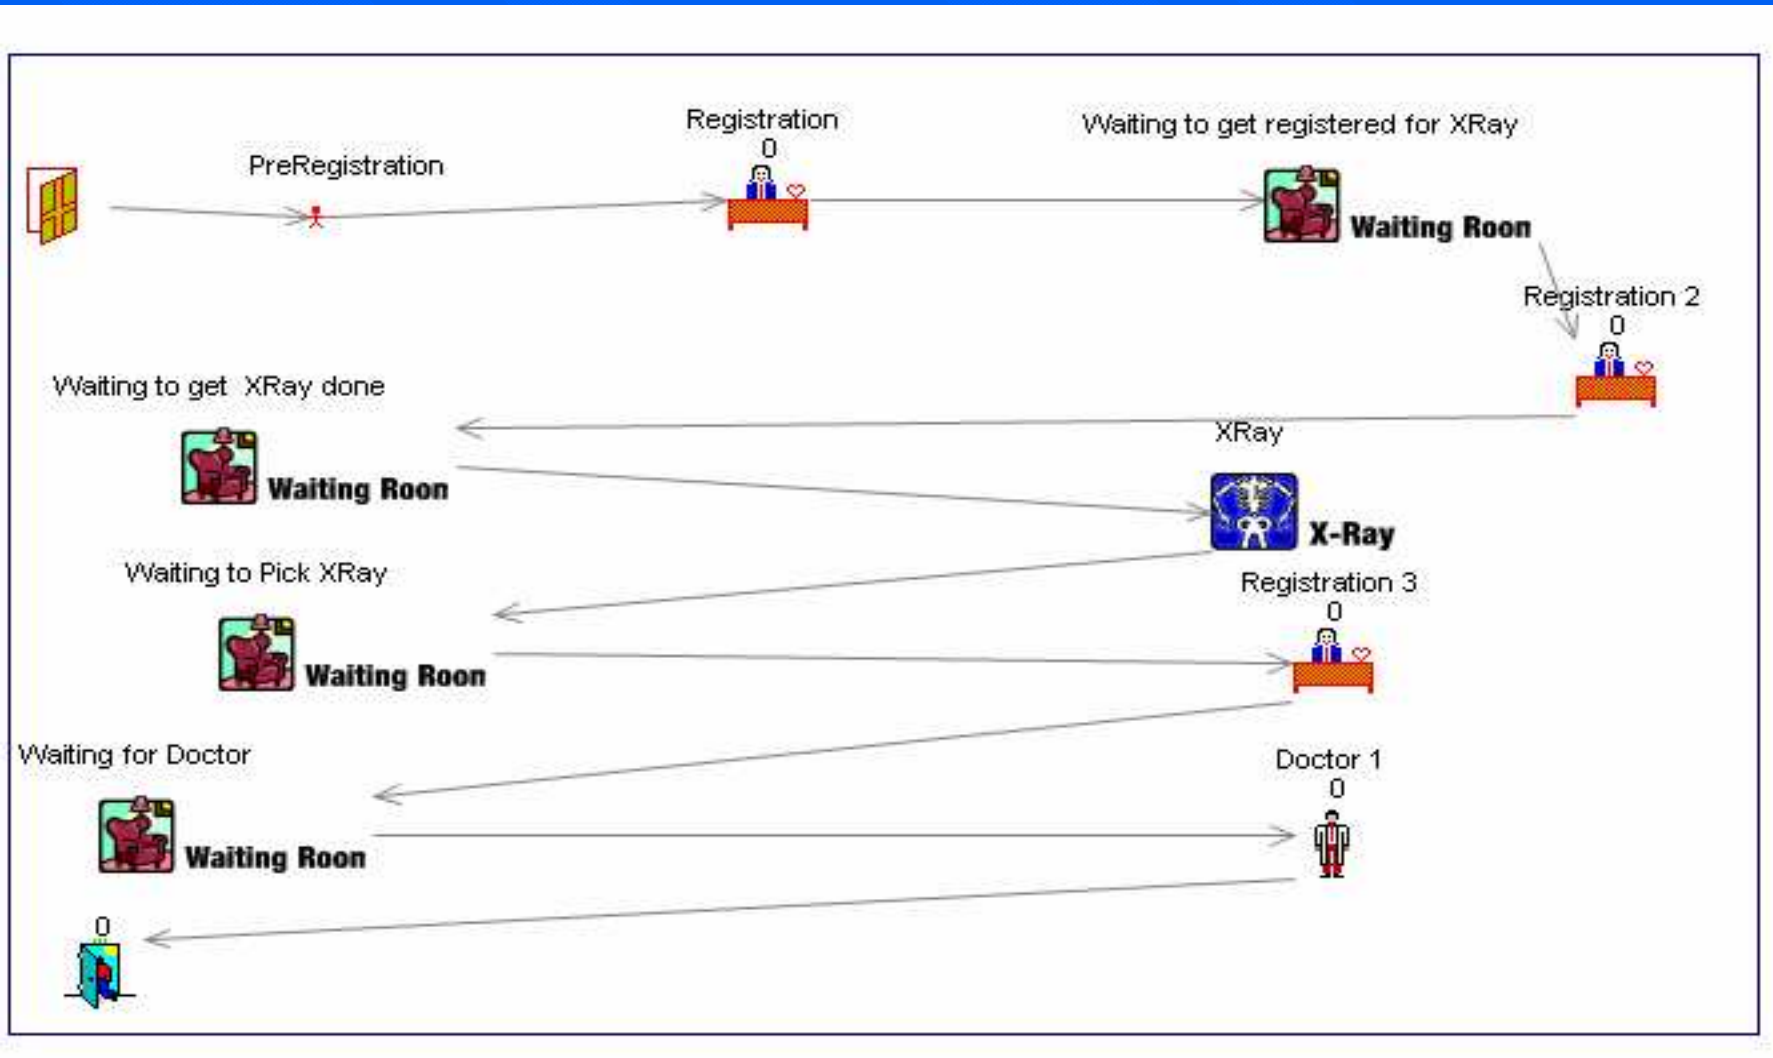 PreRegistration
Registration
0
Waiting to get registered for XRay
Waiting Roon
Registration 2
0
Waiting to get  XRay done
Waiting Roon
XRay
X-Ray
Waiting to Pick XRay
Waiting Roon
Registration 3
0
Waiting for Doctor
Waiting Roon
Doctor 1
0
0